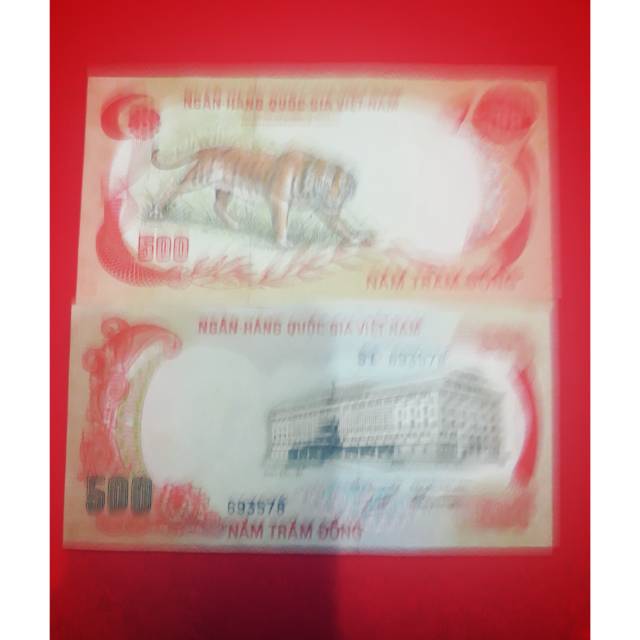 NGÂN HÀNG QUỐC GIA VIỆT NAM
500
NĂM TRĂM ĐỒNG
NGÂN HÀNG QUỐC GIA VIỆT NAM
693578
500
693578
NĂM TRĂM ĐỒNG